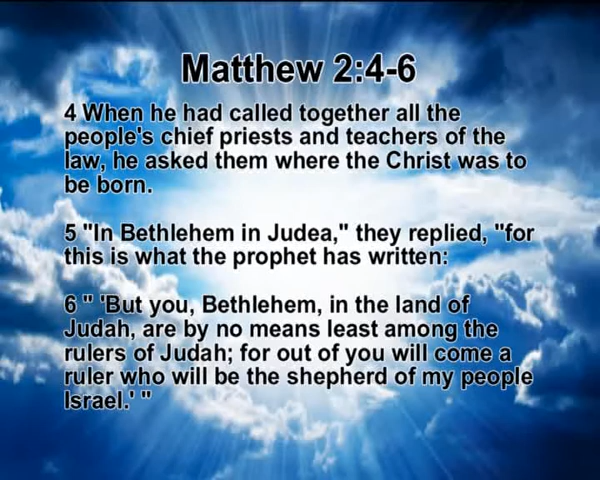 Matthew 2:4-6
4 When he had called together all the
people's chief priests and teachers of the
law, he asked them where the Christ was to
be born.
5 "In Bethlehem in Judea," they replied, "for
this is what the prophet has written:
6 " 'But you, Bethlehem, in the land of
Judah, are by no means least among the
rulers of Judah; for out of you will come a
ruler who will be the shepherd of my people
Israel.' "